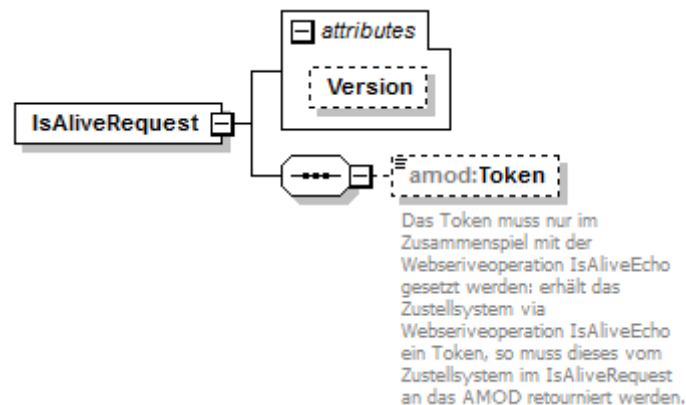 attributes
Version
IsAliveRequest
amod:Token
Das Token muss nur im
Zusammenspiel mit der
Webseriveoperation IsAliveEcho
gesetzt werden: erhält das
Zustellsystem via
Webseriveoperation IsAliveEcho
ein Token, so muss dieses vom
Zustellsystem im IsAliveRequest
an das AMOD retourniert werden.